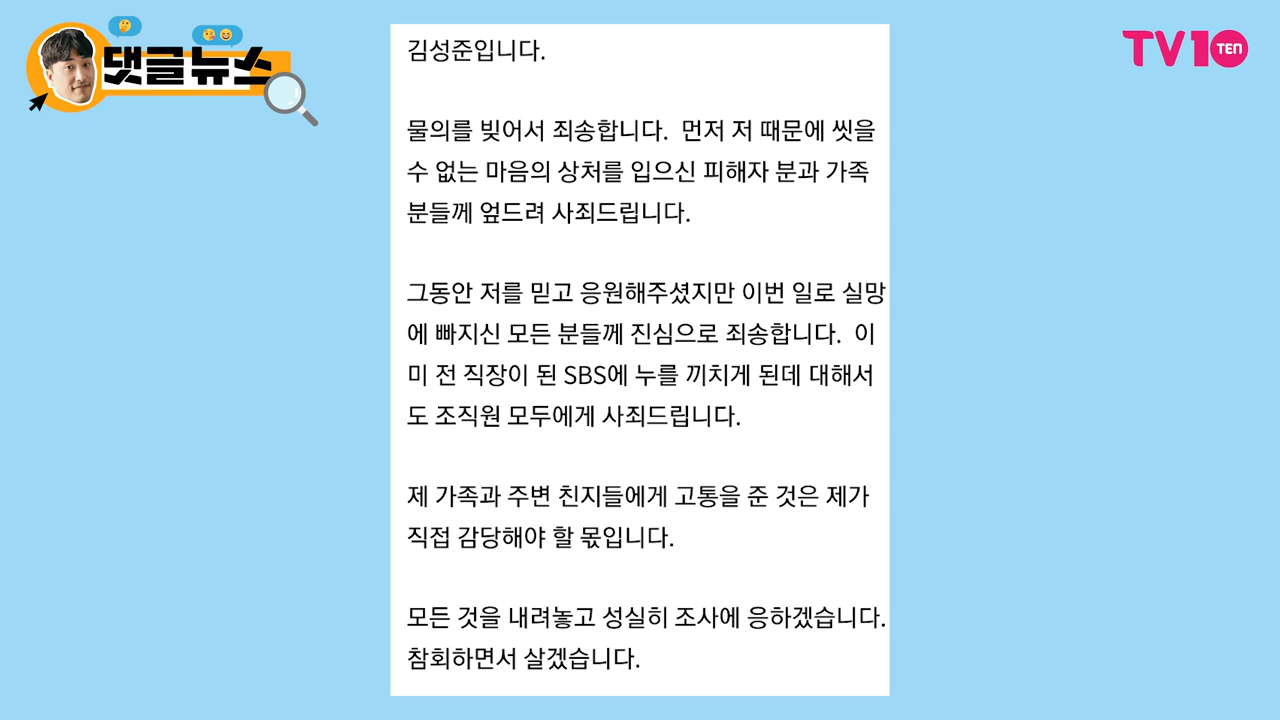 댓글뉴스
TV10
TEN
김성준입니다.
물의를 빚어서 죄송합니다. 먼저 저 때문에 씻을
수 없는 마음의 상처를 입으신 피해자 분과 가족
분들께 엎드려 사죄드립니다.
그동안 저를 믿고 응원해주셨지만 이번 일로 실망
에 빠지신 모든 분들께 진심으로 죄송합니다. 이
미 전 직장이 된 SBS에 누를 끼치게 된데 대해서
도 조직원 모두에게 사죄드립니다.
제 가족과 주변 친지들에게 고통을 준 것은 제가
직접 감당해야 할 몫입니다.
모든 것을 내려놓고 성실히 조사에 응하겠습니다.
참회하면서 살겠습니다.